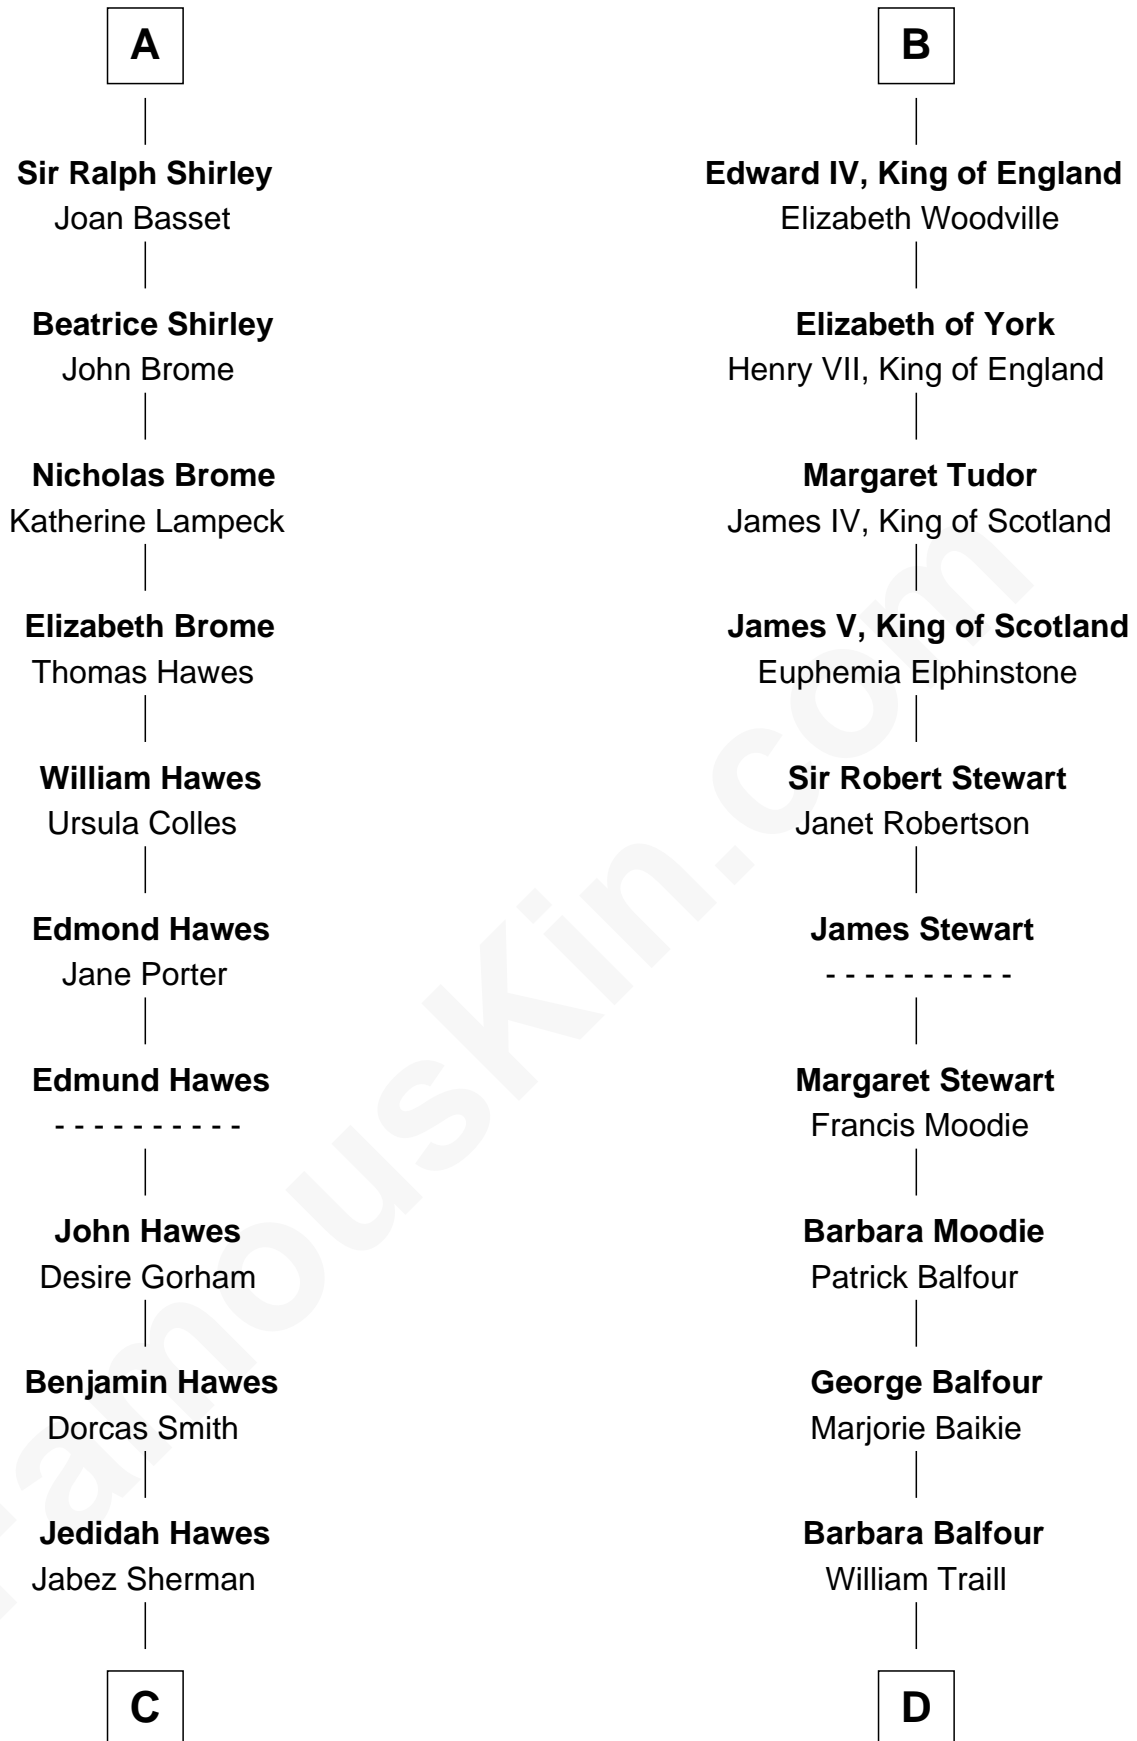 A
Sir Ralph Shirley
Joan Basset
Beatrice Shirley
John Brome
Nicholas Brome
Katherine Lampeck
Elizabeth Brome
Thomas Hawes
William Hawes
Ursula Colles
Edmond Hawes
Jane Porter
Edmund Hawes
- - - - - - - - - -
John Hawes
Desire Gorham
Benjamin Hawes
Dorcas Smith
Jedidah Hawes
Jabez Sherman
C
B
Edward IV, King of England
Elizabeth Woodville
Elizabeth of York
Henry VII, King of England
Margaret Tudor
James IV, King of Scotland
James V, King of Scotland
Euphemia Elphinstone
Sir Robert Stewart
Janet Robertson
James Stewart
- - - - - - - - - -
Margaret Stewart
Francis Moodie
Barbara Moodie
Patrick Balfour
George Balfour
Marjorie Baikie
Barbara Balfour
William Traill
D
FamousKin.com